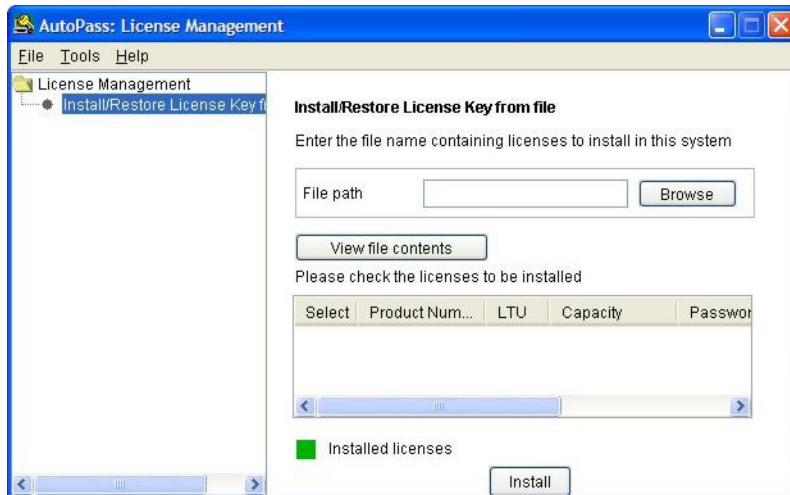 AutoPass: License Management
File Tools Help
License Management
Install/Restore License Key f
Install/Restore License Key from file
Enter the file name containing licenses to install in this system
File path
Browse
View file contents
Please check the licenses to be installed
Select Product Num... LTU Capacity Passwor
Installed licenses
Install